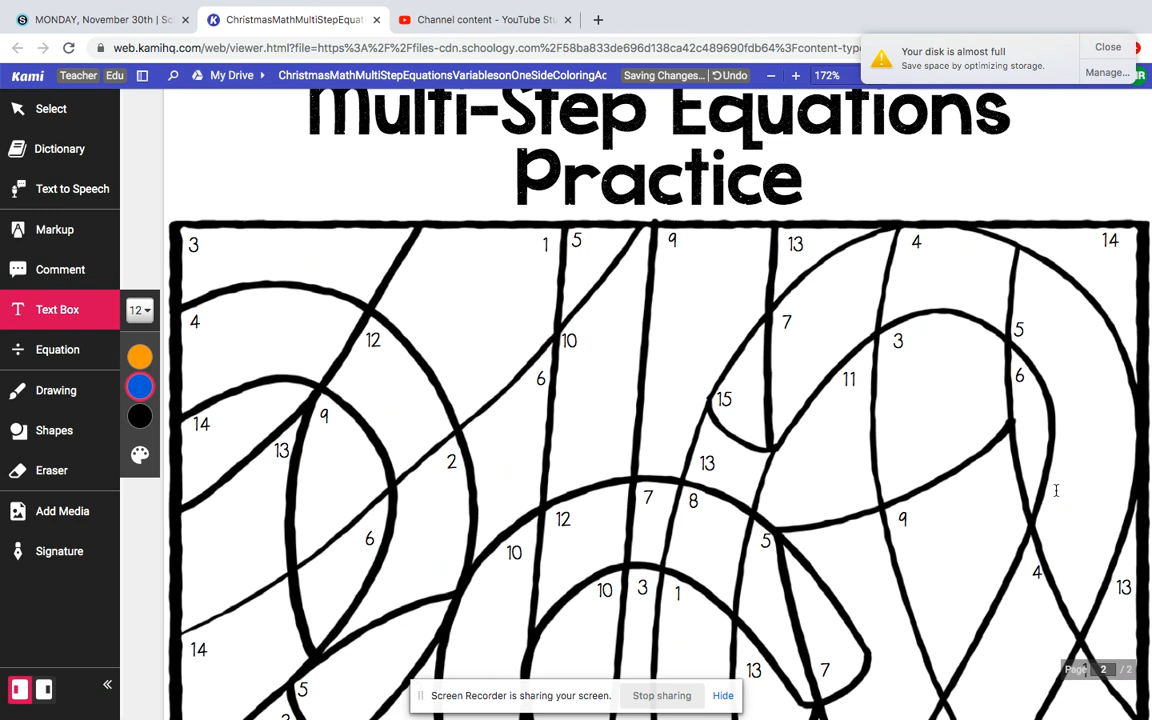 MONDAY, November 30th | Sc
ChristmasMathMultiStepEquat
Channel content - YouTube Stu
web.kamihq.com/web/viewer.html?file=https%3A%2F%2Ffiles-cdn.schoology.com%2F58ba833de696d138ca42c489690fdb64%3Fcontent-typ
Your disk is almost full
Save space by optimizing storage.
Close
Manage...
Kami
Teacher
Edu
My Drive
ChristmasMathMultiStepEquationsVariablesonOneSideColoringAc
Saving Changes...
Undo
172%
Select
Dictionary
Text to Speech
Markup
Comment
Text Box
12
Equation
Drawing
Shapes
Eraser
Add Media
Signature
Multi-Step Equations
Practice
3 1 5 9 13 4 14
4 12 10 7 3 5
6 11 6
14 9 15
13 2 13
7 8
6 12 9
10 5
10 3 1 4 13
14 13 7
5
Page 2 / 2
Screen Recorder is sharing your screen.
Stop sharing
Hide